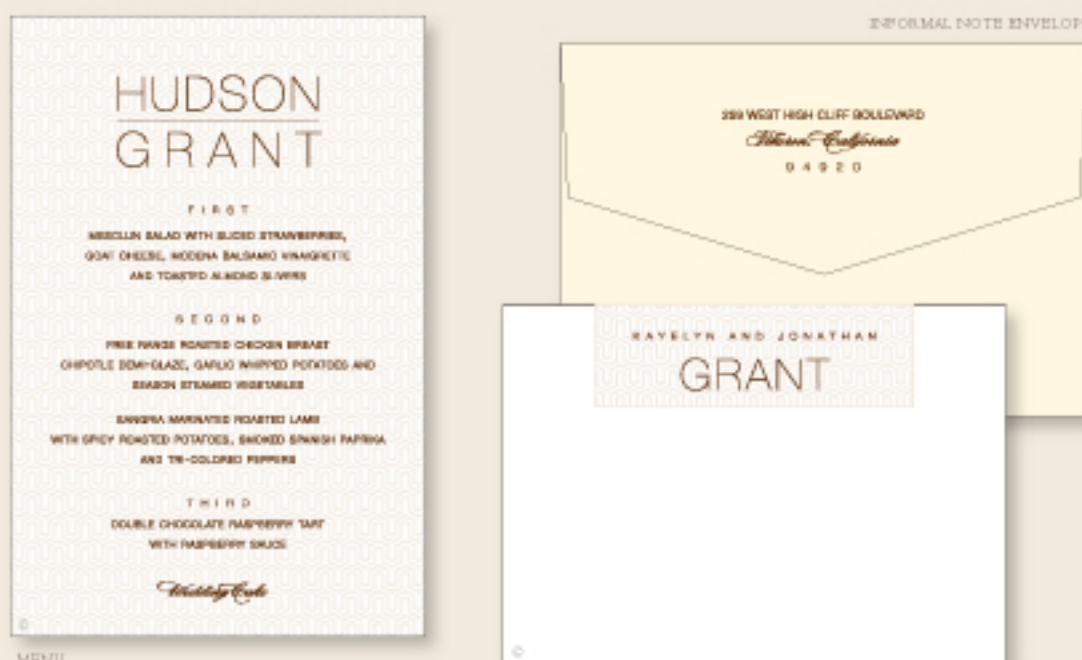 HUDSON
GRANT
FIRST
MESCLUN SALAD WITH SLICED STRAWBERRIES,
GOAT CHEESE, MODENA BALSAMIC VINAIGRETTE
AND TOASTED ALMOND SLIVERS
SECOND
FREE RANGE ROASTED CHICKEN BREAST
CHIPOTLE DEMI-GLAZE, GARLIC WHIPPED POTATOES AND
SEASON STEAMED VEGETABLES
SANGRIA MARINATED ROASTED LAMB
WITH SPICY ROASTED POTATOES, SMOKED SPANISH PAPRIKA
AND TRI-COLORED PEPPERS
THIRD
DOUBLE CHOCOLATE RASPBERRY TART
WITH RASPBERRY SAUCE
Wedding Cake
©
MENU
INFORMAL NOTE ENVELOP
WEST HIGH CLIFF BOULEVARD
Tiburon, California
94920
AND JONATHAN
GRANT
©